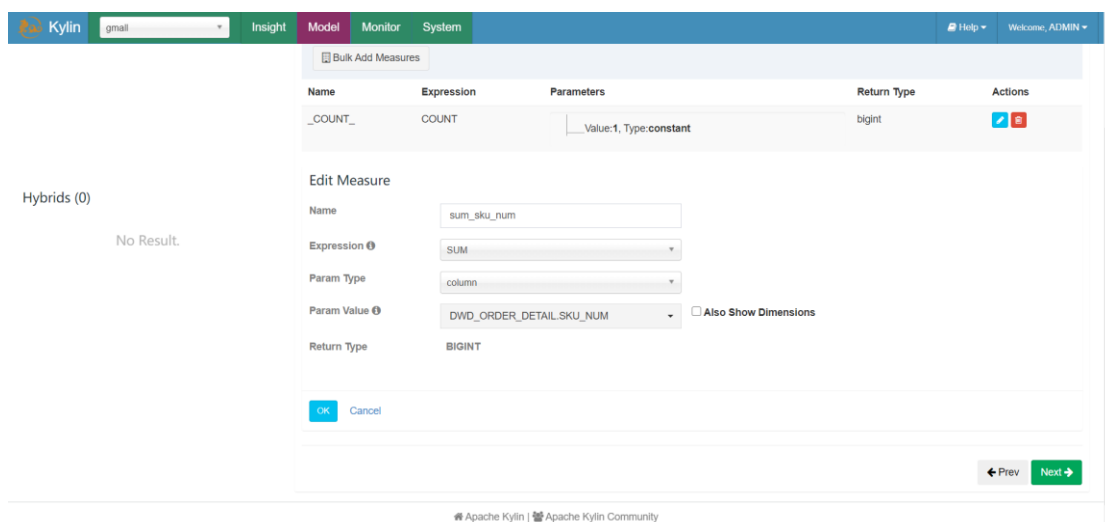 Kylin gmall Insight Model Monitor System Help Welcome, ADMIN
Bulk Add Measures
Name Expression Parameters Return Type Actions
_COUNT_ COUNT Value:1, Type:constant bigint
Edit Measure
Hybrids (0)
Name sum_sku_num
No Result.
Expression SUM
Param Type column
Param Value DWD_ORDER_DETAIL.SKU_NUM Also Show Dimensions
Return Type BIGINT
OK Cancel
Prev Next
Apache Kylin | Apache Kylin Community